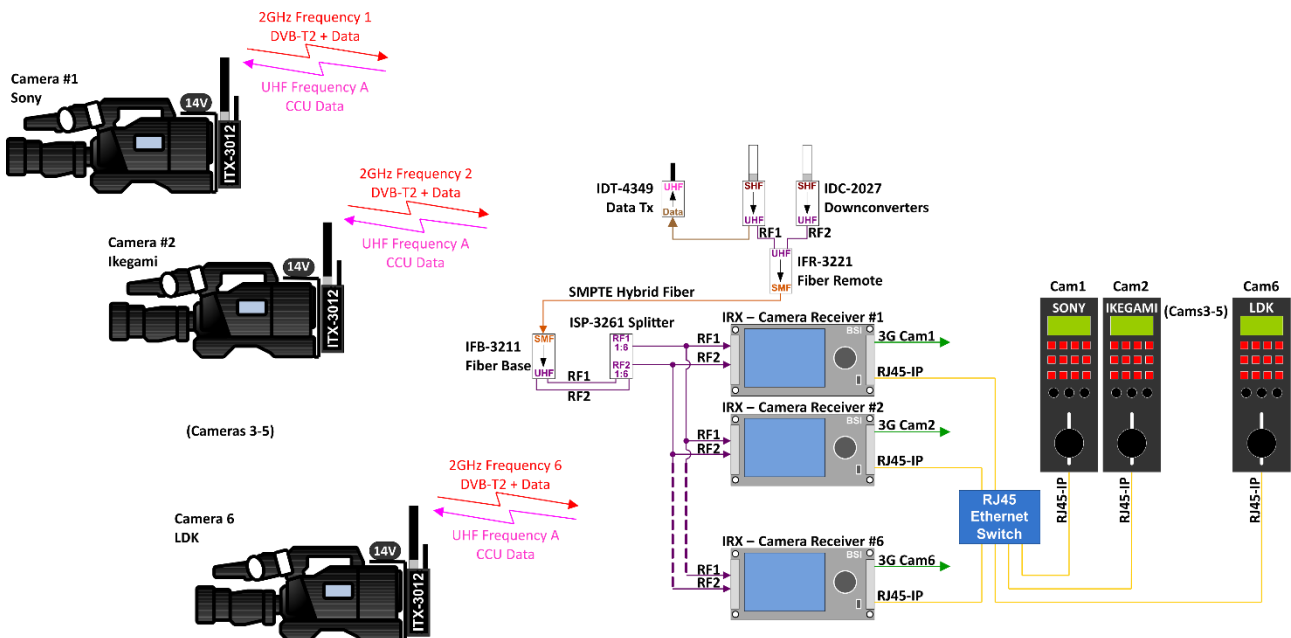 2GHz Frequency 1
DVB-T2 + Data
UHF Frequency A
CCU Data
Camera #1
Sony
14V
ITX-3012
2GHz Frequency 2
DVB-T2 + Data
UHF Frequency A
CCU Data
Camera #2
Ikegami
14V
ITX-3012
(Cameras 3-5)
2GHz Frequency 6
DVB-T2 + Data
UHF Frequency A
CCU Data
Camera 6
LDK
14V
ITX-3012
IDT-4349
Data Tx
UHF
Data
SHF
UHF
SHF
UHF
IDC-2027
Downconverters
RF1
RF2
UHF
SMF
IFR-3221
Fiber Remote
SMPTE Hybrid Fiber
ISP-3261 Splitter
IFB-3211
Fiber Base
SMF
UHF
RF1
RF2
RF1
1:6
RF2
1:6
IRX – Camera Receiver #1
RF1
RF2
BSI
3G Cam1
RJ45-IP
IRX – Camera Receiver #2
RF1
RF2
BSI
3G Cam2
RJ45-IP
IRX – Camera Receiver #6
RF1
RF2
BSI
3G Cam6
RJ45-IP
Cam1
SONY
Cam2
IKEGAMI
(Cams3-5)
Cam6
LDK
RJ45-IP
RJ45-IP
RJ45-IP
RJ45
Ethernet
Switch